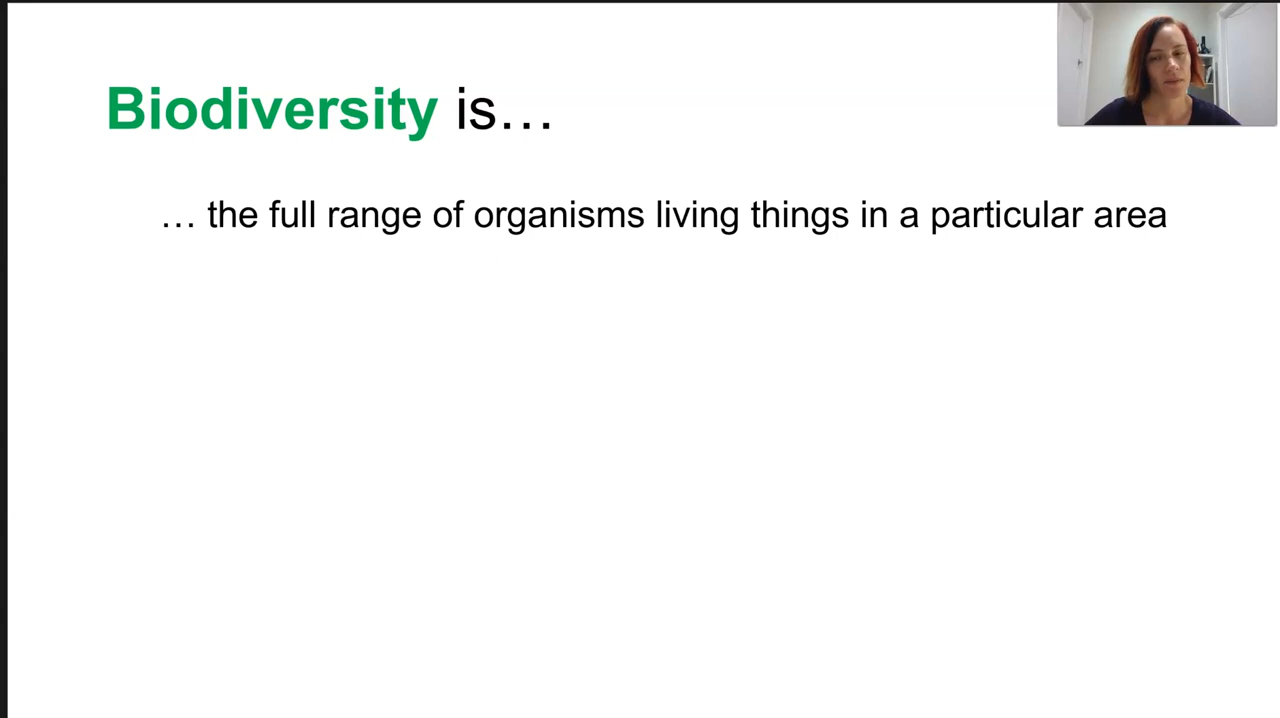 Biodiversity is…
… the full range of organisms living things in a particular area